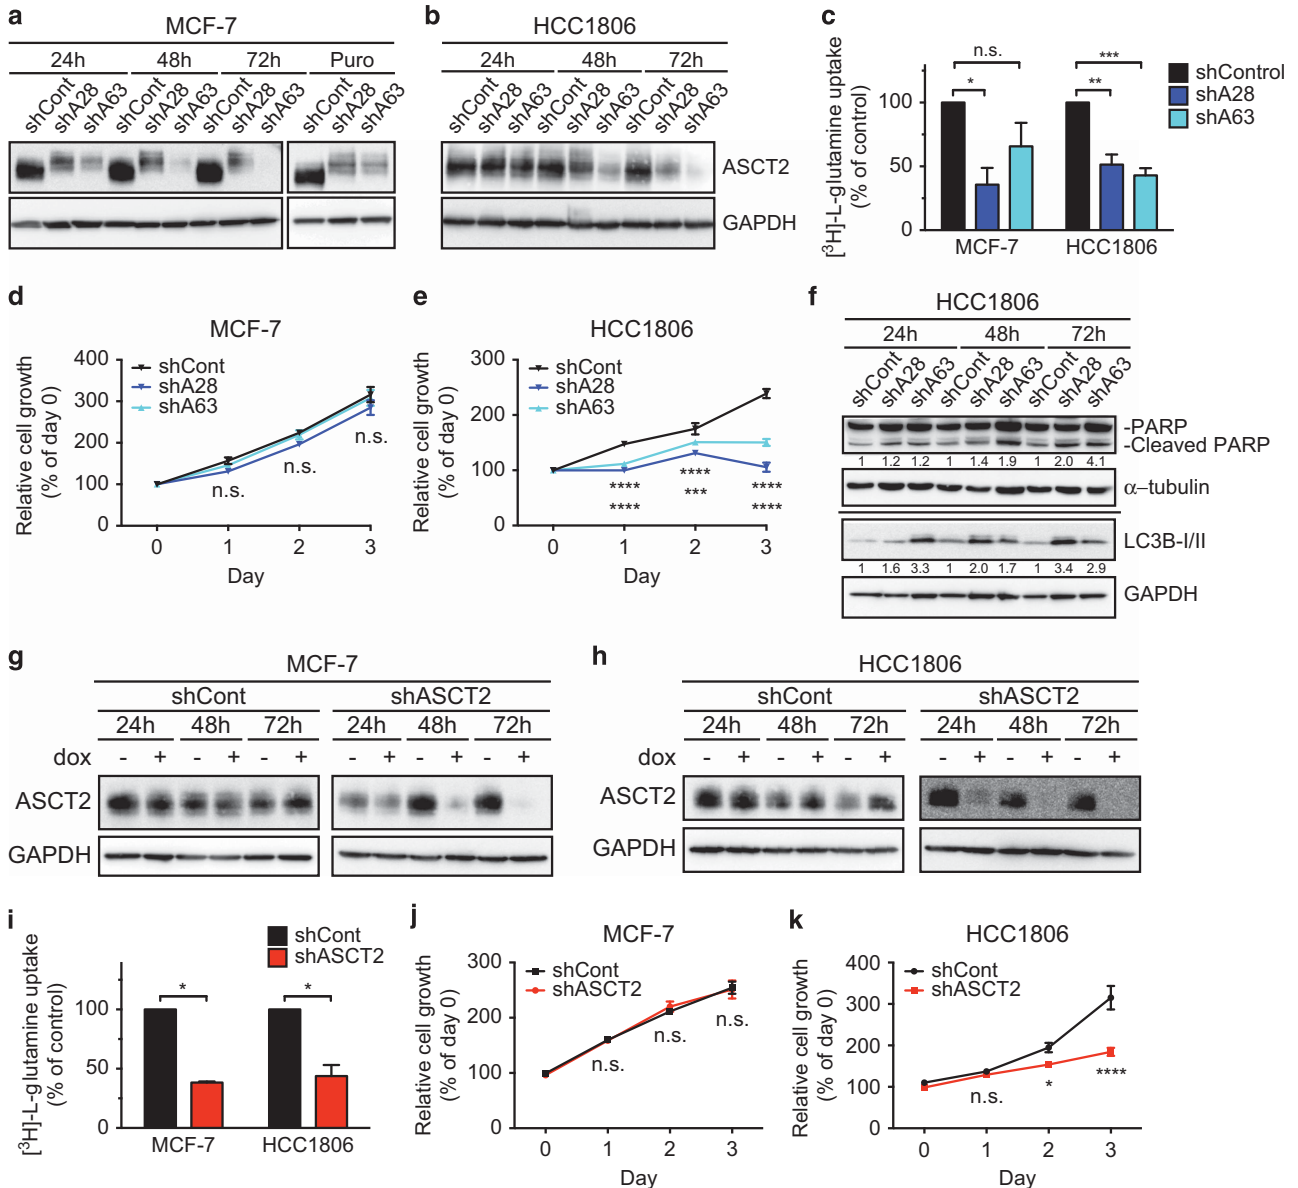 a
MCF-7
24h 48h 72h Puro
shCont shA28 shA63 shCont shA28 shA63 shCont shA28 shA63 shCont shA28 shA63
b
HCC1806
24h 48h 72h
shCont shA28 shA63 shCont shA28 shA63 shCont shA28 shA63
ASCT2
GAPDH
c
[³H]-L-glutamine uptake
(% of control)
100
50
0
* n.s. ** ***
MCF-7 HCC1806
shControl
shA28
shA63
d
MCF-7
Relative cell growth
(% of day 0)
400
300
200
100
0
shCont
shA28
shA63
n.s. n.s. n.s.
0 1 2 3
Day
e
HCC1806
Relative cell growth
(% of day 0)
300
200
100
0
shCont
shA28
shA63
**** **** ****
**** *** ****
0 1 2 3
Day
f
HCC1806
24h 48h 72h
shCont shA28 shA63 shCont shA28 shA63 shCont shA28 shA63
-PARP
-Cleaved PARP
1 1.2 1.2 1 1.4 1.9 1 2.0 4.1
α–tubulin
LC3B-I/II
1 1.6 3.3 1 2.0 1.7 1 3.4 2.9
GAPDH
g
MCF-7
shCont shASCT2
24h 48h 72h 24h 48h 72h
dox - + - + - + - + - + - +
ASCT2
GAPDH
h
HCC1806
shCont shASCT2
24h 48h 72h 24h 48h 72h
dox - + - + - + - + - + - +
ASCT2
GAPDH
i
[³H]-L-glutamine uptake
(% of control)
100
50
0
shCont
shASCT2
* *
MCF-7 HCC1806
j
MCF-7
Relative cell growth
(% of day 0)
300
200
100
0
shCont
shASCT2
n.s. n.s. n.s.
0 1 2 3
Day
k
HCC1806
Relative cell growth
(% of day 0)
400
300
200
100
0
shCont
shASCT2
n.s. * ****
0 1 2 3
Day